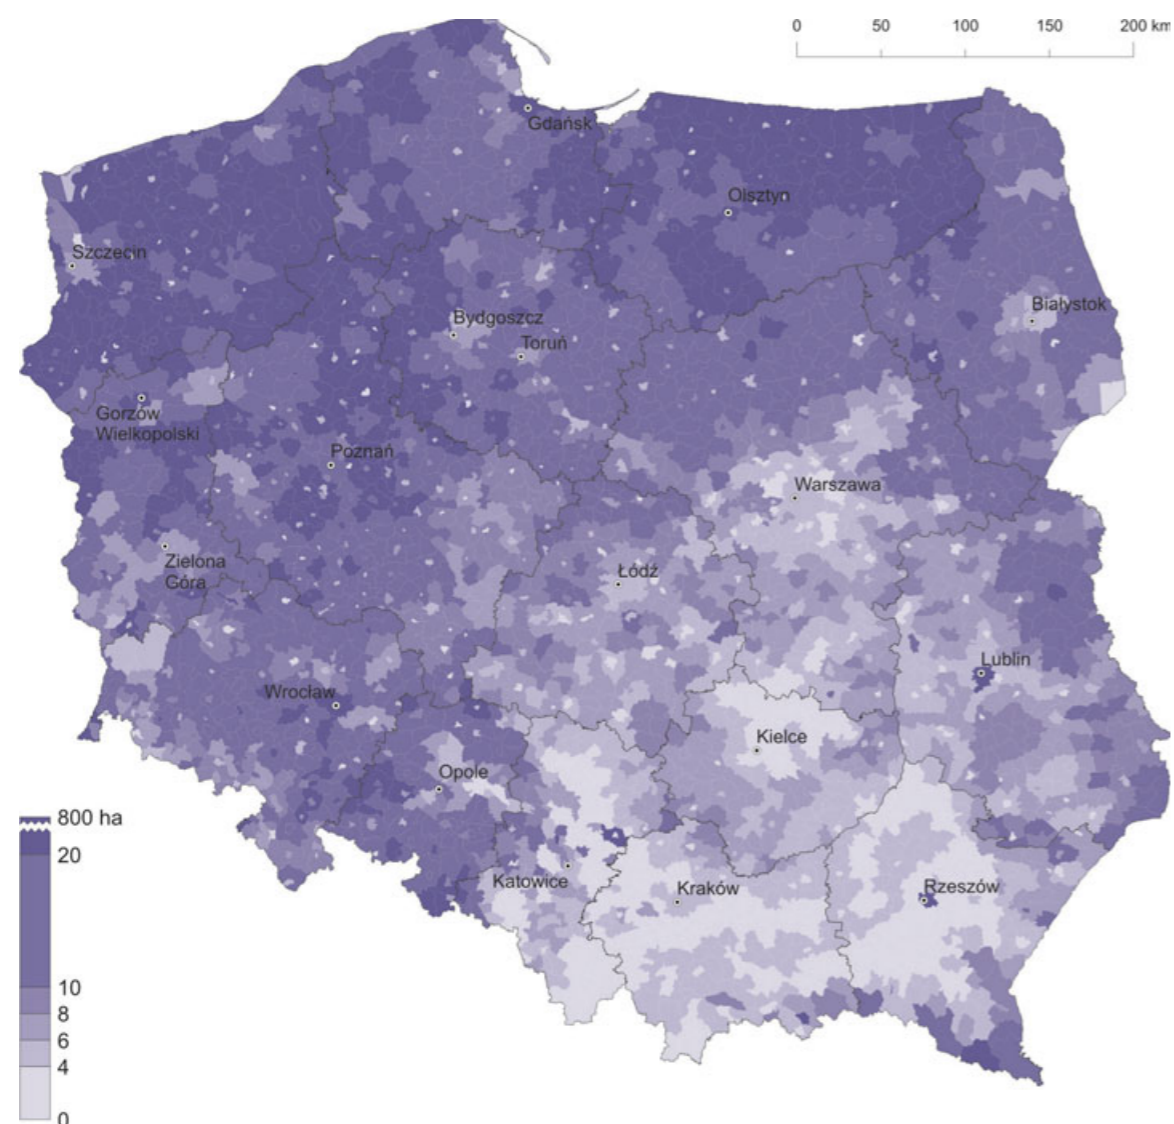 0 50 100 150 200 km
Gdańsk
Olsztyn
Szczecin
Białystok
Bydgoszcz
Toruń
Gorzów
Wielkopolski
Poznań
Warszawa
Zielona
Góra
Łódź
Lublin
Wrocław
Kielce
Opole
Katowice
Kraków
Rzeszów
800 ha
20
10
8
6
4
0